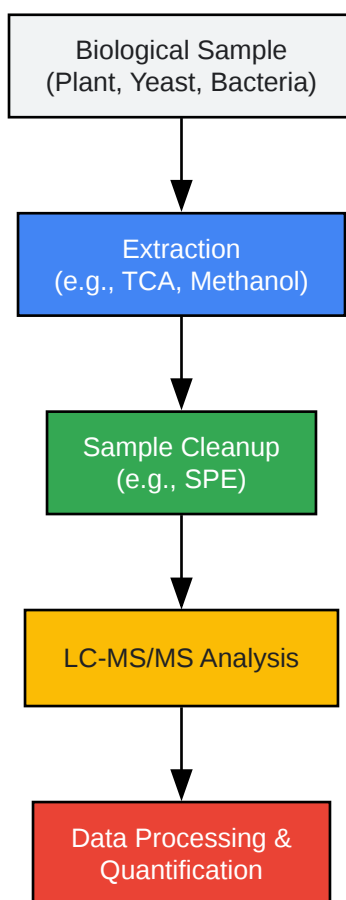 Biological Sample
(Plant, Yeast, Bacteria)
Extraction
(e.g., TCA, Methanol)
Sample Cleanup
(e.g., SPE)
LC-MS/MS Analysis
Data Processing &
Quantification